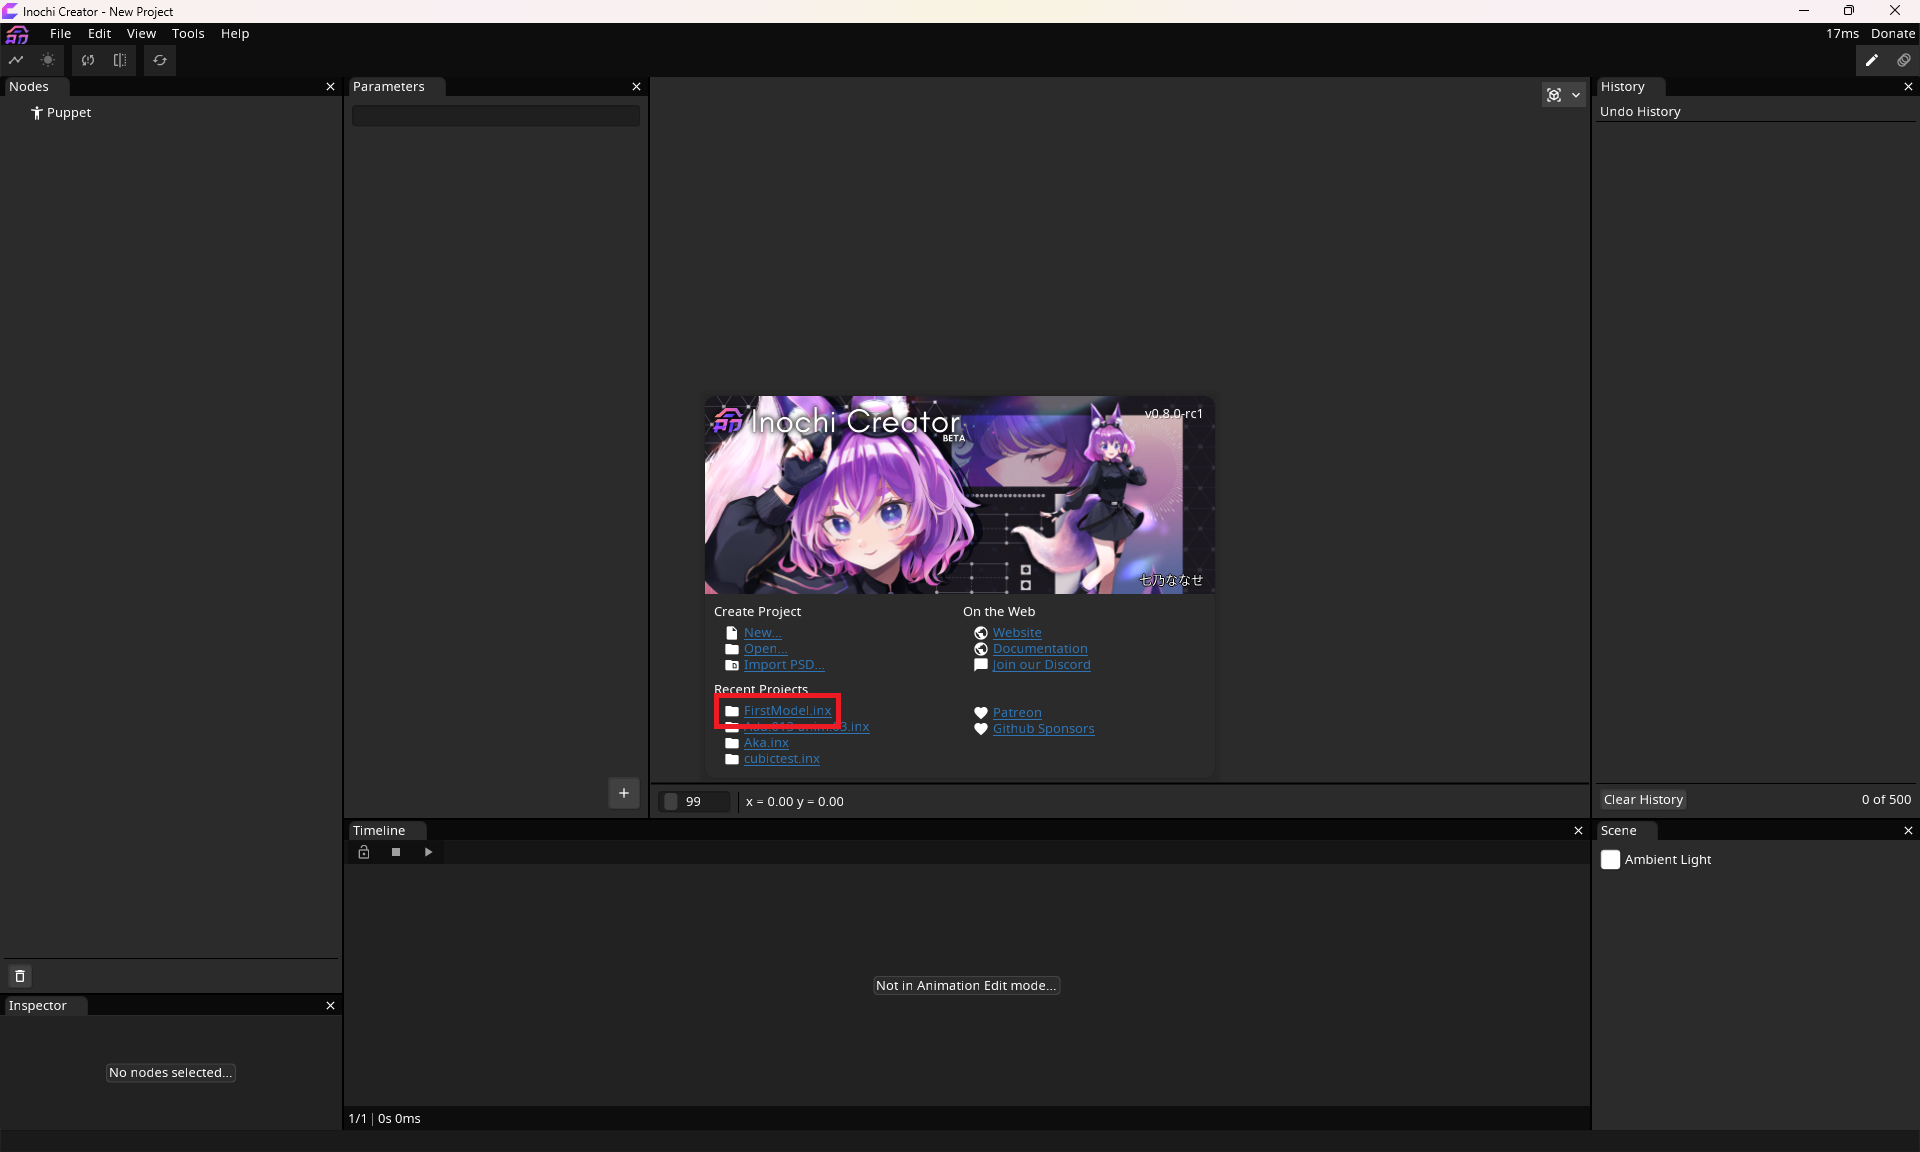 Inochi Creator - New Project
File Edit View Tools Help 17ms Donate
Nodes
Parameters
History
Puppet
Undo History
Inochi Creator
BETA
v0.8.0-rc1
七乃ななせ
Create Project
On the Web
New...
Website
Open...
Documentation
Import PSD...
Join our Discord
Recent Projects
FirstModel.inx
Patreon
3.inx
Github Sponsors
Aka.inx
cubictest.inx
+
99
x = 0.00 y = 0.00
Clear History
0 of 500
Timeline
Scene
Ambient Light
Not in Animation Edit mode...
Inspector
No nodes selected...
1/1 | 0s 0ms